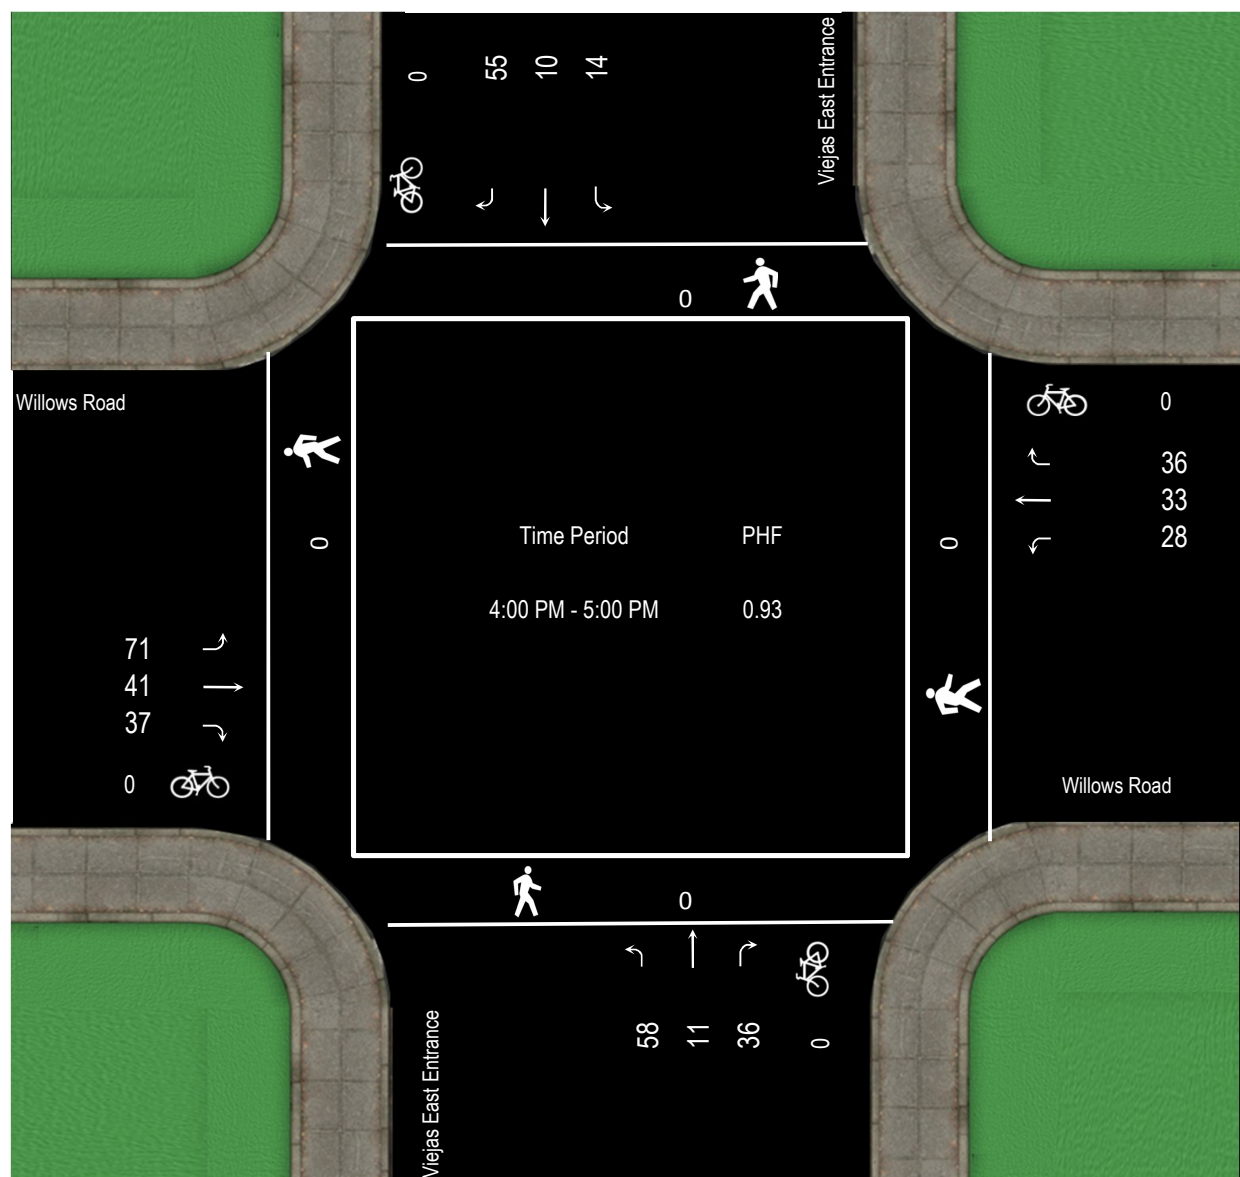 0 55 10 14
Viejas East Entrance
0
Willows Road
0
36
33
28
0
0
Time Period PHF
4:00 PM - 5:00 PM 0.93
71
41
37
0
Willows Road
0
58 11 36 0
Viejas East Entrance